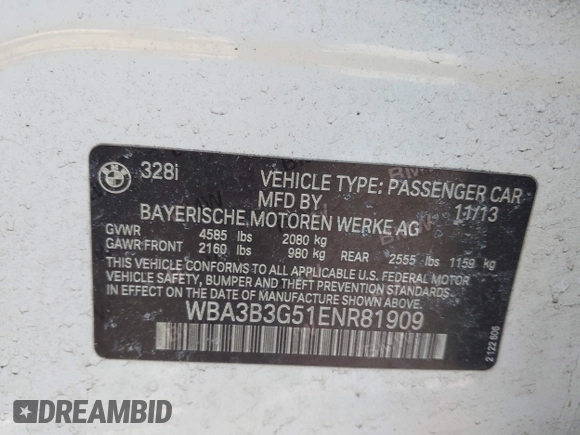 328i
VEHICLE TYPE: PASSENGER CAR
MFD BY 11/13
BAYERISCHE MOTOREN WERKE AG
GVWR 4585 lbs 2080 kg
GAWR FRONT 2160 lbs 980 kg REAR 2555 lbs 1159 kg
THIS VEHICLE CONFORMS TO ALL APPLICABLE U.S. FEDERAL MOTOR
VEHICLE SAFETY, BUMPER AND THEFT PREVENTION STANDARDS
IN EFFECT ON THE DATE OF MANUFACTURE SHOWN ABOVE.
WBA3B3G51ENR81909
2122606
DREAMBID